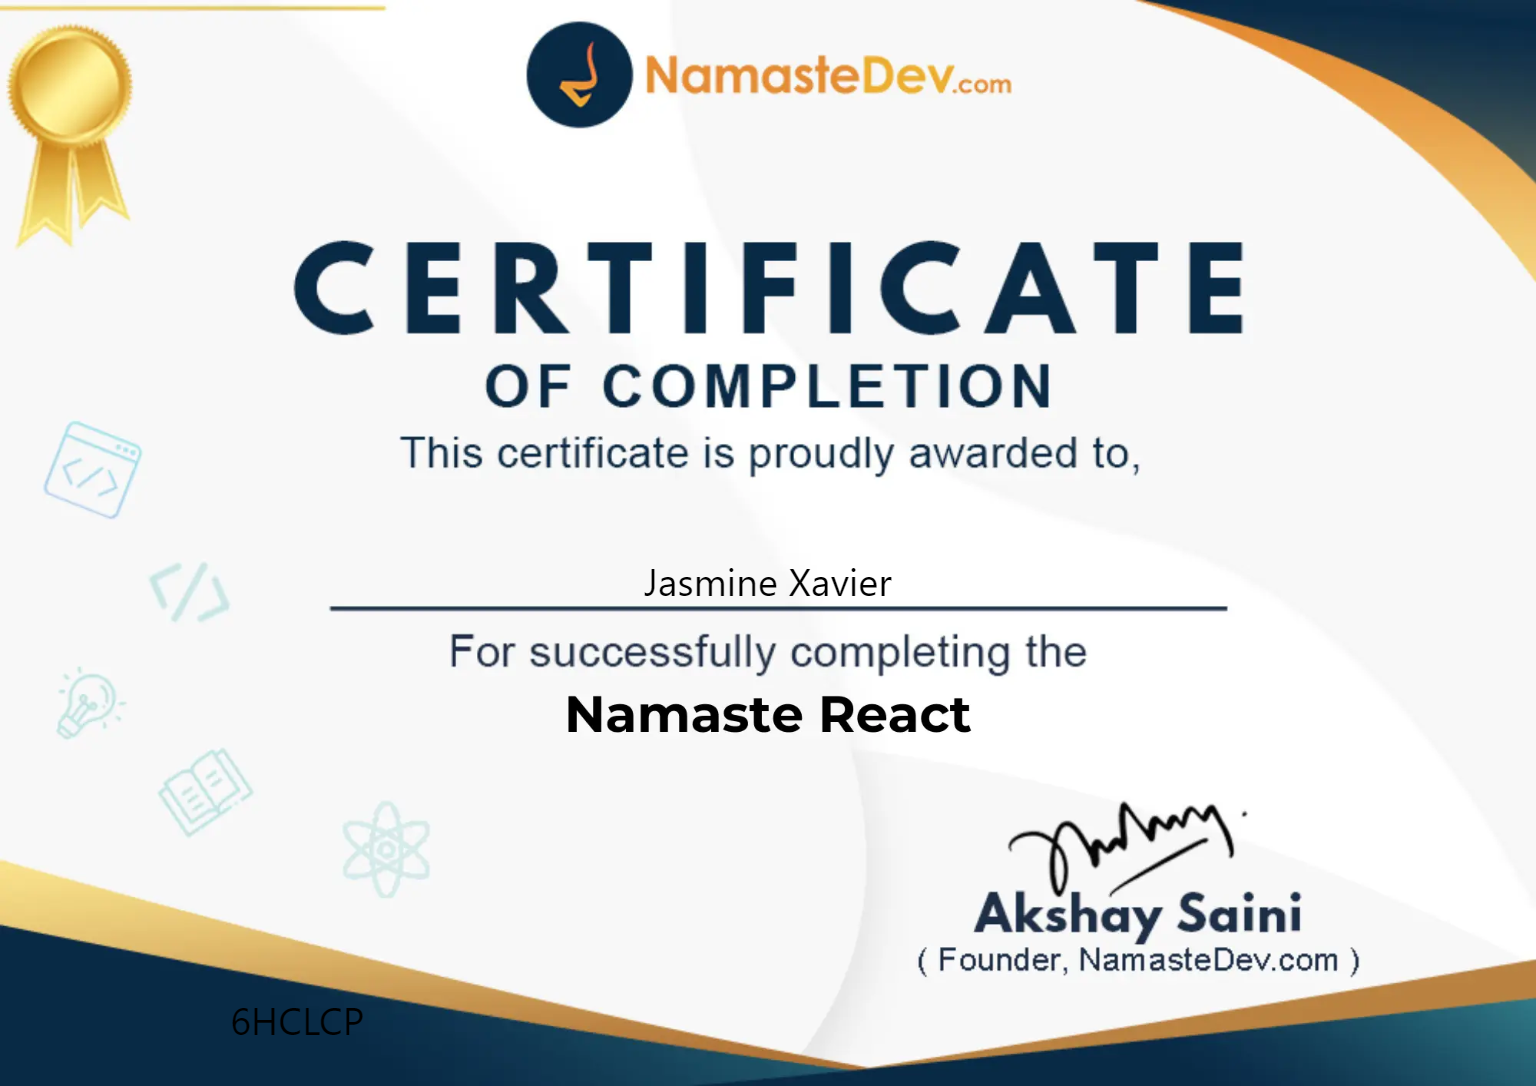 NamasteDev.com
CERTIFICATE
OF COMPLETION
This certificate is proudly awarded to,
Jasmine Xavier
For successfully completing the
Namaste React
Akshay Saini
( Founder, NamasteDev.com )
6HCLCP